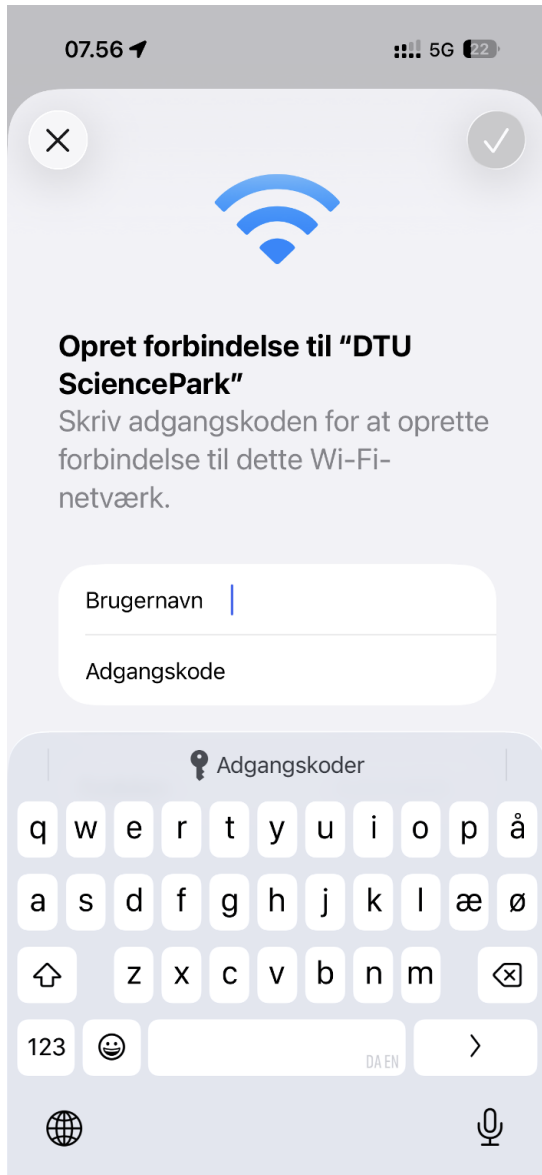 07.56
5G
22
Opret forbindelse til “DTU
SciencePark”
Skriv adgangskoden for at oprette
forbindelse til dette Wi-Fi-
netværk.
Brugernavn
Adgangskode
Adgangskoder
q w e r t y u i o p å
a s d f g h j k l æ ø
z x c v b n m
123
DA EN